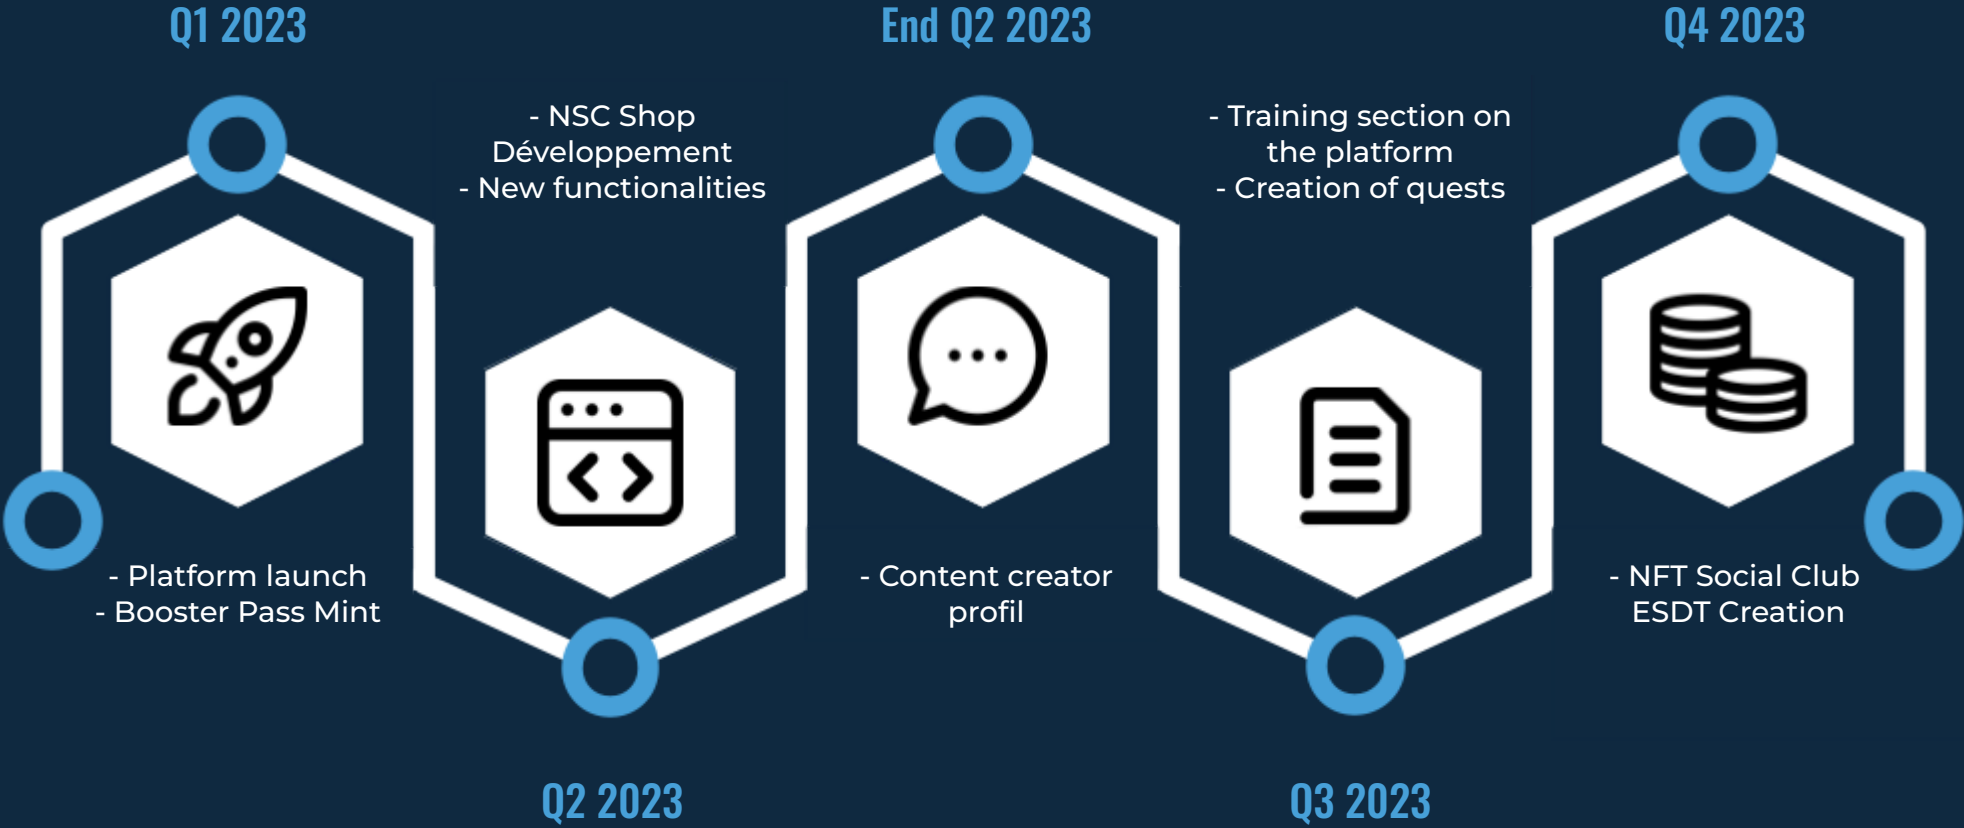 Q1 2023
- Platform launch
- Booster Pass Mint
- NSC Shop
Développement
- New functionalities
Q2 2023
End Q2 2023
- Content creator
profil
- Training section on
the platform
- Creation of quests
Q3 2023
Q4 2023
- NFT Social Club
ESDT Creation